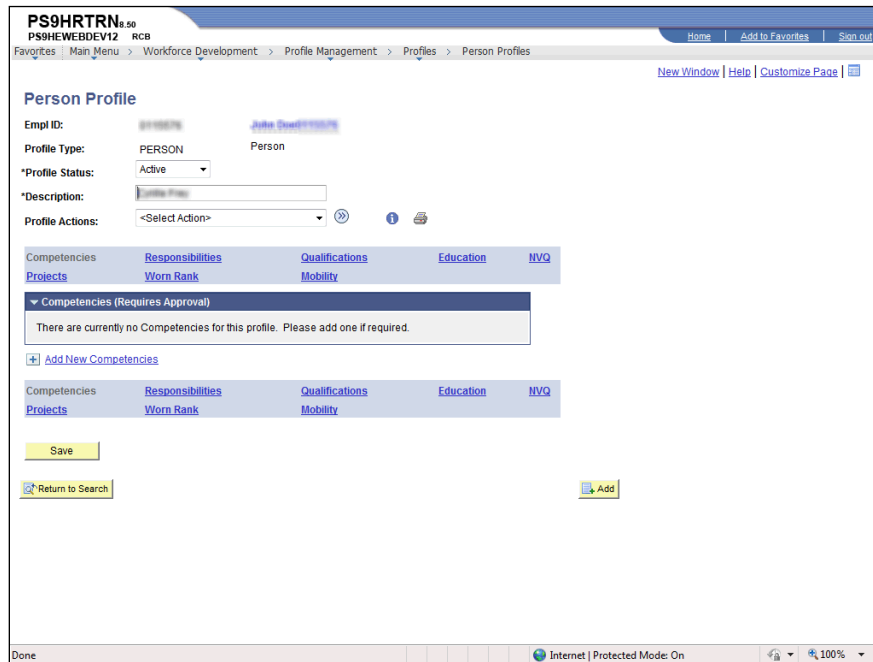 PS9HRTRN8.50
PS9HEWEBDEV12 RCB
Home | Add to Favorites | Sign out
Favorites Main Menu > Workforce Development > Profile Management > Profiles > Person Profiles
New Window | Help | Customize Page |
Person Profile
Empl ID:
Profile Type: PERSON Person
*Profile Status: Active
*Description:
Profile Actions: <Select Action>
Competencies Responsibilities Qualifications Education NVQ
Projects Worn Rank Mobility
Competencies (Requires Approval)
There are currently no Competencies for this profile. Please add one if required.
Add New Competencies
Competencies Responsibilities Qualifications Education NVQ
Projects Worn Rank Mobility
Save
Return to Search Add
Done Internet | Protected Mode: On 100%